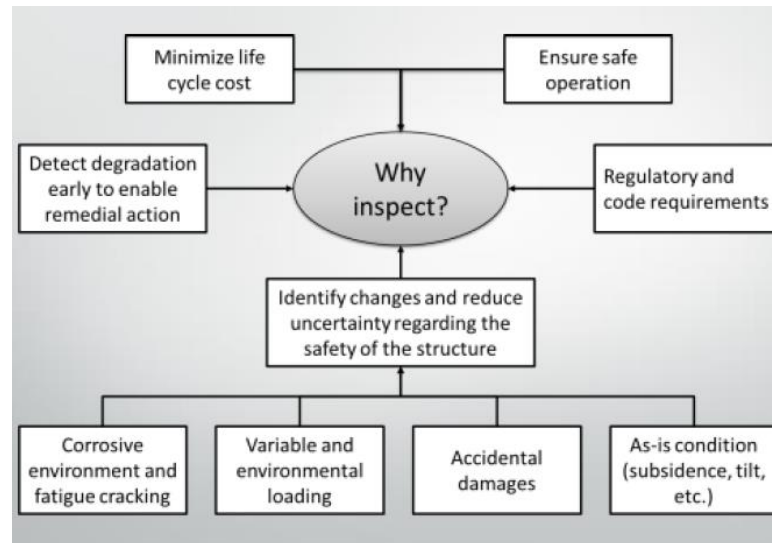 Minimize life
cycle cost
Ensure safe
operation
Detect degradation
early to enable
remedial action
Why
inspect?
Regulatory and
code requirements
Identify changes and reduce
uncertainty regarding the
safety of the structure
Corrosive
environment and
fatigue cracking
Variable and
environmental
loading
Accidental
damages
As-is condition
(subsidence, tilt,
etc.)